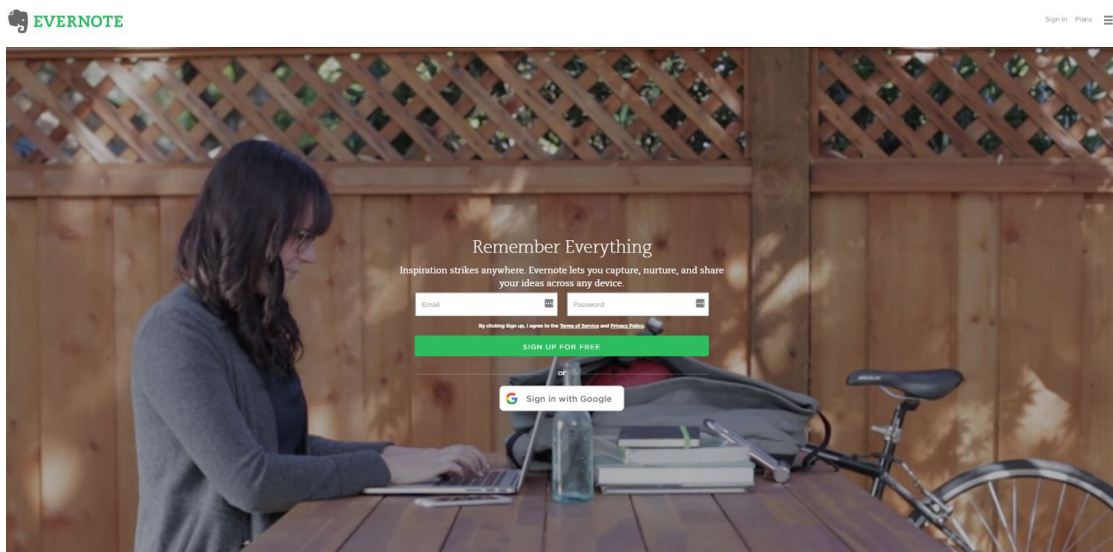 EVERNOTE
Sign In Plans
Remember Everything
Inspiration strikes anywhere. Evernote lets you capture, nurture, and share
your ideas across any device.
Email Password
By clicking Sign up, I agree to the Terms of Service and Privacy Policy.
SIGN UP FOR FREE
or
Sign in with Google